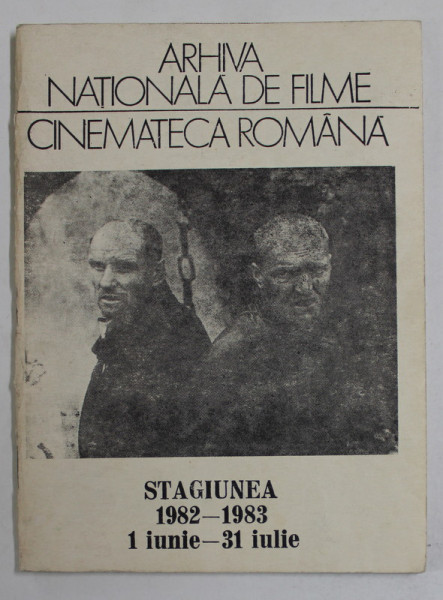 ARHIVA
NAȚIONALĂ DE FILME
CINEMATECA ROMÂNĂ
STAGIUNEA
1982—1983
1 iunie—31 iulie